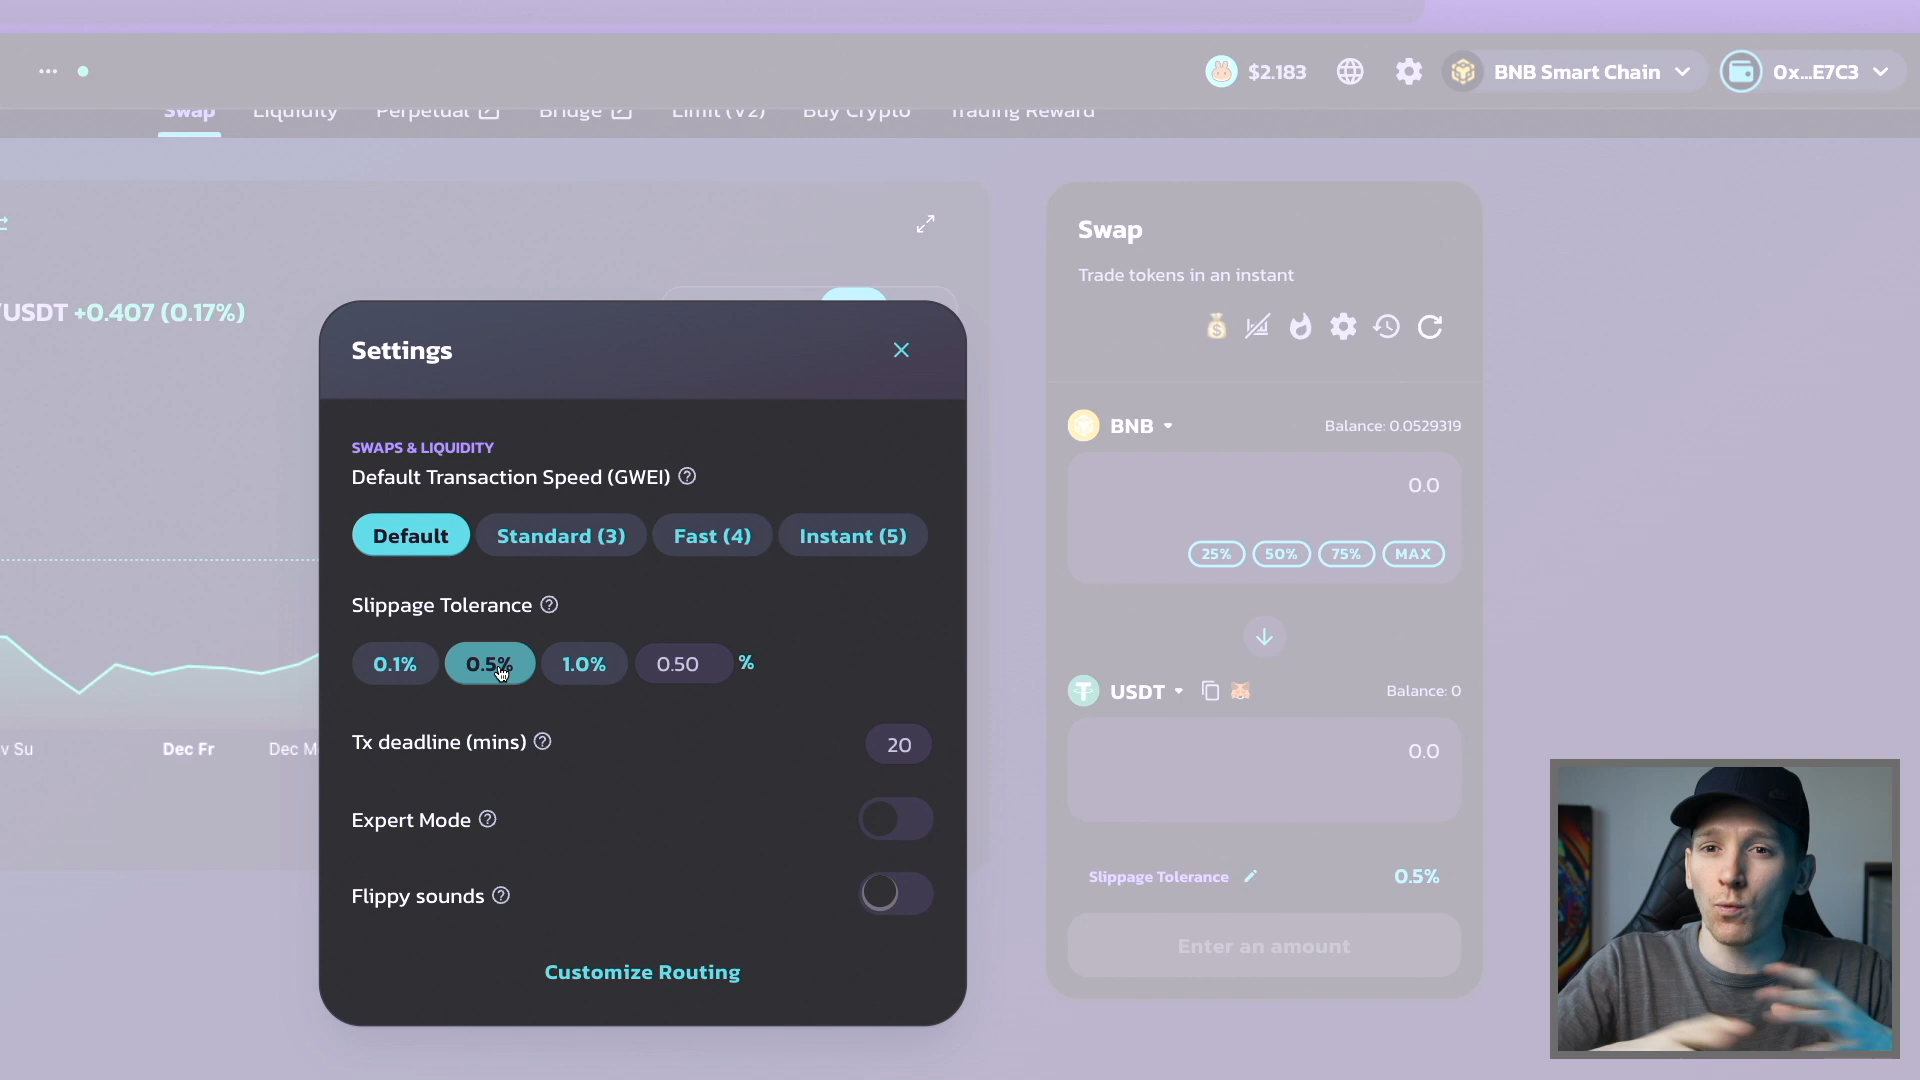 $2.183
BNB Smart Chain
0x...E7C3
Swap
Liquidity
Perpetual
Bridge
Limit (V2)
Buy Crypto
Trading Reward
/USDT +0.407 (0.17%)
v Su
Dec Fr
Dec M
Settings
SWAPS & LIQUIDITY
Default Transaction Speed (GWEI)
Default
Standard (3)
Fast (4)
Instant (5)
Slippage Tolerance
0.1%
0.5%
1.0%
0.50
%
Tx deadline (mins)
20
Expert Mode
Flippy sounds
Customize Routing
Swap
Trade tokens in an instant
BNB
Balance: 0.0529319
0.0
25%
50%
75%
MAX
USDT
Balance: 0
0.0
Slippage Tolerance
0.5%
Enter an amount